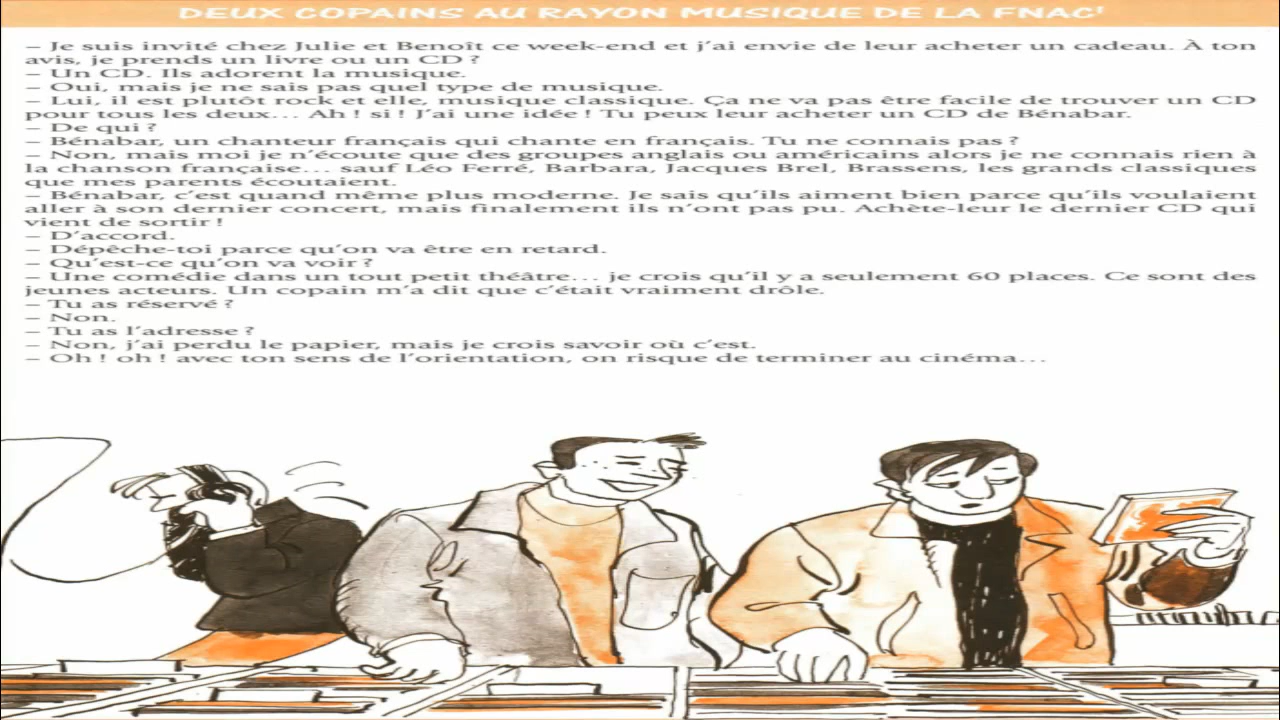 DEUX COPAINS AU RAYON MUSIQUE DE LA FNAC¹
– Je suis invité chez Julie et Benoît ce week-end et j'ai envie de leur acheter un cadeau. À ton
avis, je prends un livre ou un CD ?
– Un CD. Ils adorent la musique.
– Oui, mais je ne sais pas quel type de musique.
– Lui, il est plutôt rock et elle, musique classique. Ça ne va pas être facile de trouver un CD
pour tous les deux… Ah ! si ! J'ai une idée ! Tu peux leur acheter un CD de Bénabar.
– De qui ?
– Bénabar, un chanteur français qui chante en français. Tu ne connais pas ?
– Non, mais moi je n'écoute que des groupes anglais ou américains alors je ne connais rien à
la chanson française… sauf Léo Ferré, Barbara, Jacques Brel, Brassens, les grands classiques
que mes parents écoutaient.
– Bénabar, c'est quand même plus moderne. Je sais qu'ils aiment bien parce qu'ils voulaient
aller à son dernier concert, mais finalement ils n'ont pas pu. Achète-leur le dernier CD qui
vient de sortir !
– D'accord.
– Dépêche-toi parce qu'on va être en retard.
– Qu'est-ce qu'on va voir ?
– Une comédie dans un tout petit théâtre… je crois qu'il y a seulement 60 places. Ce sont des
jeunes acteurs. Un copain m'a dit que c'était vraiment drôle.
– Tu as réservé ?
– Non.
– Tu as l'adresse ?
– Non, j'ai perdu le papier, mais je crois savoir où c'est.
– Oh ! oh ! avec ton sens de l'orientation, on risque de terminer au cinéma…